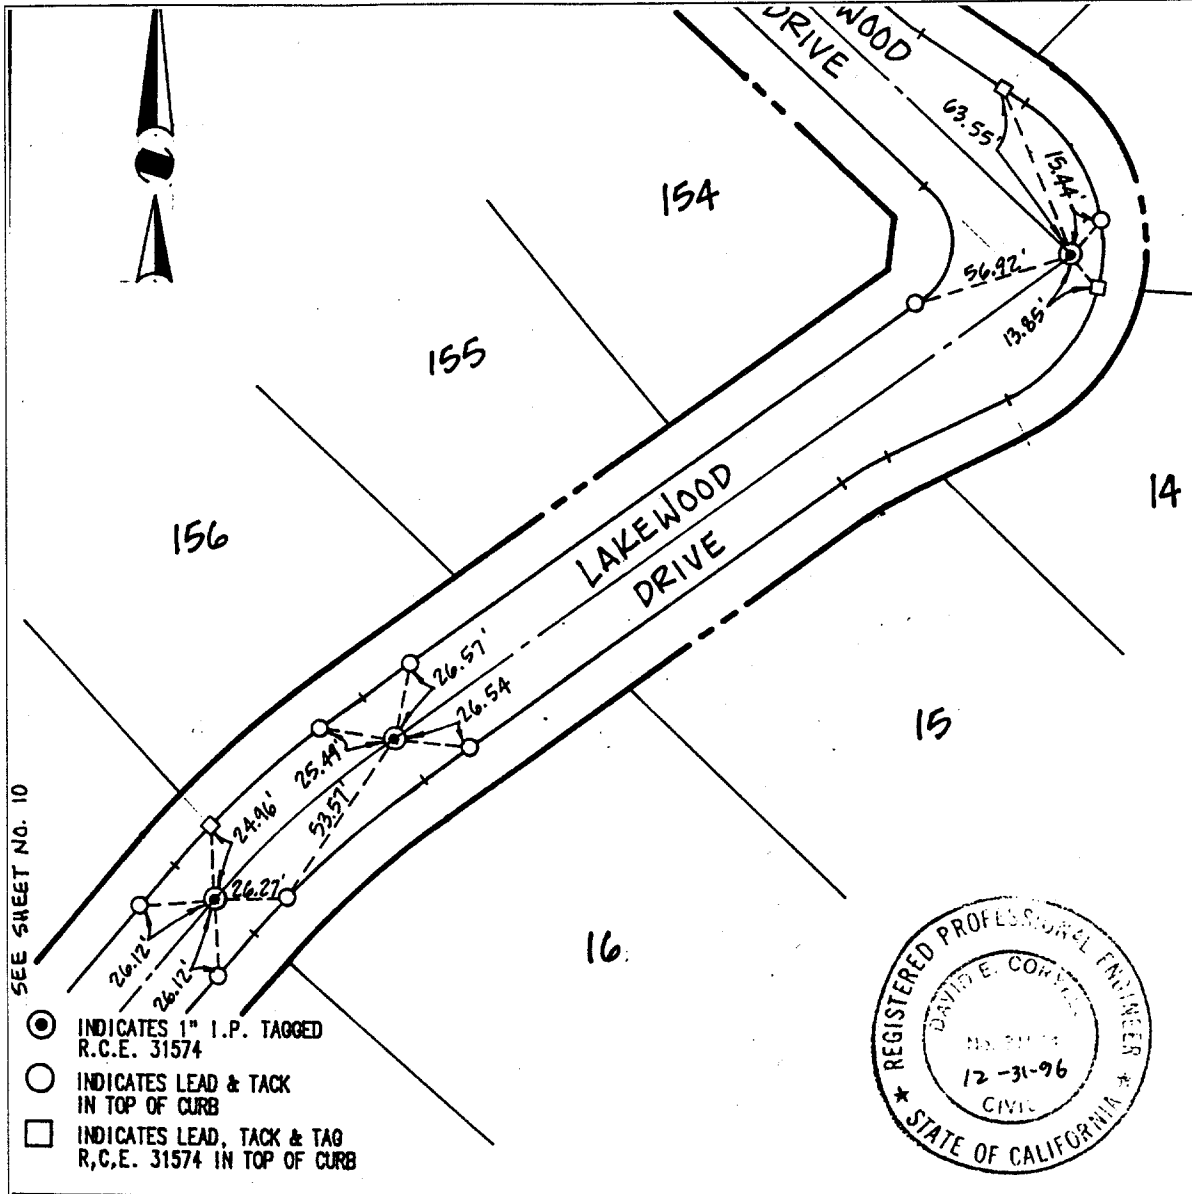 WOOD
DRIVE
63.55'
15.44'
154
56.92'
13.85'
155
14
156
LAKEWOOD
DRIVE
26.57'
26.54
15
25.49'
53.57'
24.96'
26.27'
16
26.12'
26.12'
SEE SHEET NO. 10
INDICATES 1" I.P. TAGGED
R.C.E. 31574
INDICATES LEAD & TACK
IN TOP OF CURB
INDICATES LEAD, TACK & TAG
R,C,E. 31574 IN TOP OF CURB
REGISTERED PROFESSIONAL ENGINEER
DAVID E.
No.
12-31-96
CIVIL
STATE OF CALIFORNIA